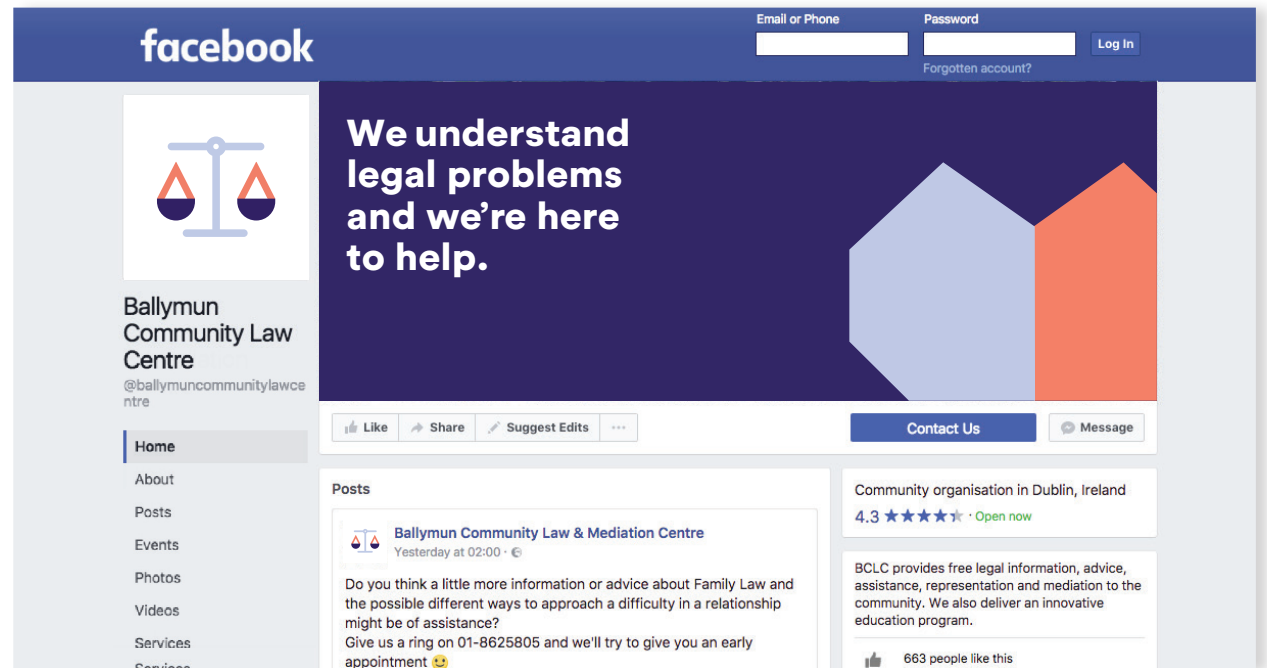 facebook
Email or Phone
Password
Log In
Forgotten account?
We understand
legal problems
and we're here
to help.
Ballymun
Community Law
Centre
@ballymuncommunitylawce
ntre
Like
Share
Suggest Edits
Contact Us
Message
Home
About
Posts
Events
Photos
Videos
Services
Services
Posts
Ballymun Community Law & Mediation Centre
Yesterday at 02:00 ·
Do you think a little more information or advice about Family Law and
the possible different ways to approach a difficulty in a relationship
might be of assistance?
Give us a ring on 01-8625805 and we'll try to give you an early
appointment 🙂
Community organisation in Dublin, Ireland
4.3 ★★★★★ · Open now
BCLC provides free legal information, advice,
assistance, representation and mediation to the
community. We also deliver an innovative
education program.
663 people like this